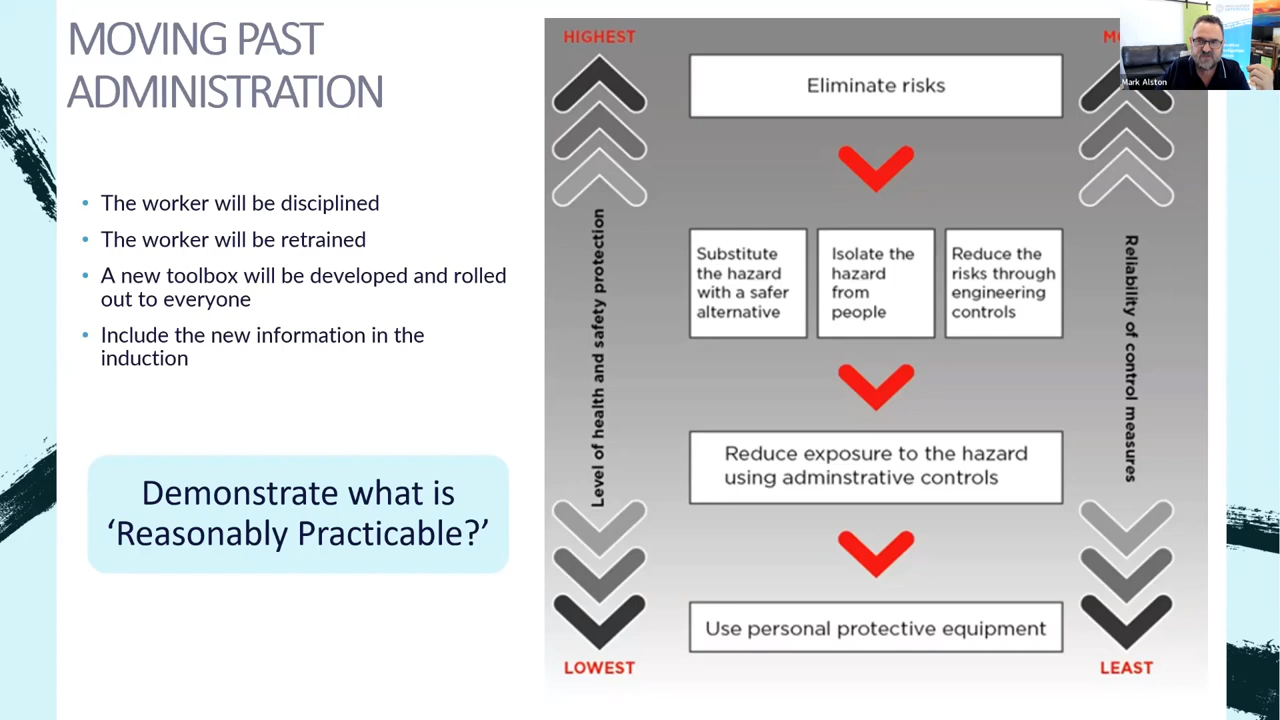 MOVING PAST
ADMINISTRATION
• The worker will be disciplined
• The worker will be retrained
• A new toolbox will be developed and rolled
out to everyone
• Include the new information in the
induction
Demonstrate what is
‘Reasonably Practicable?’
HIGHEST
Level of health and safety protection
LOWEST
Eliminate risks
Substitute
the hazard
with a safer
alternative
Isolate the
hazard
from
people
Reduce the
risks through
engineering
controls
Reduce exposure to the hazard
using adminstrative controls
Use personal protective equipment
Reliability of control measures
LEAST
Mark Alston